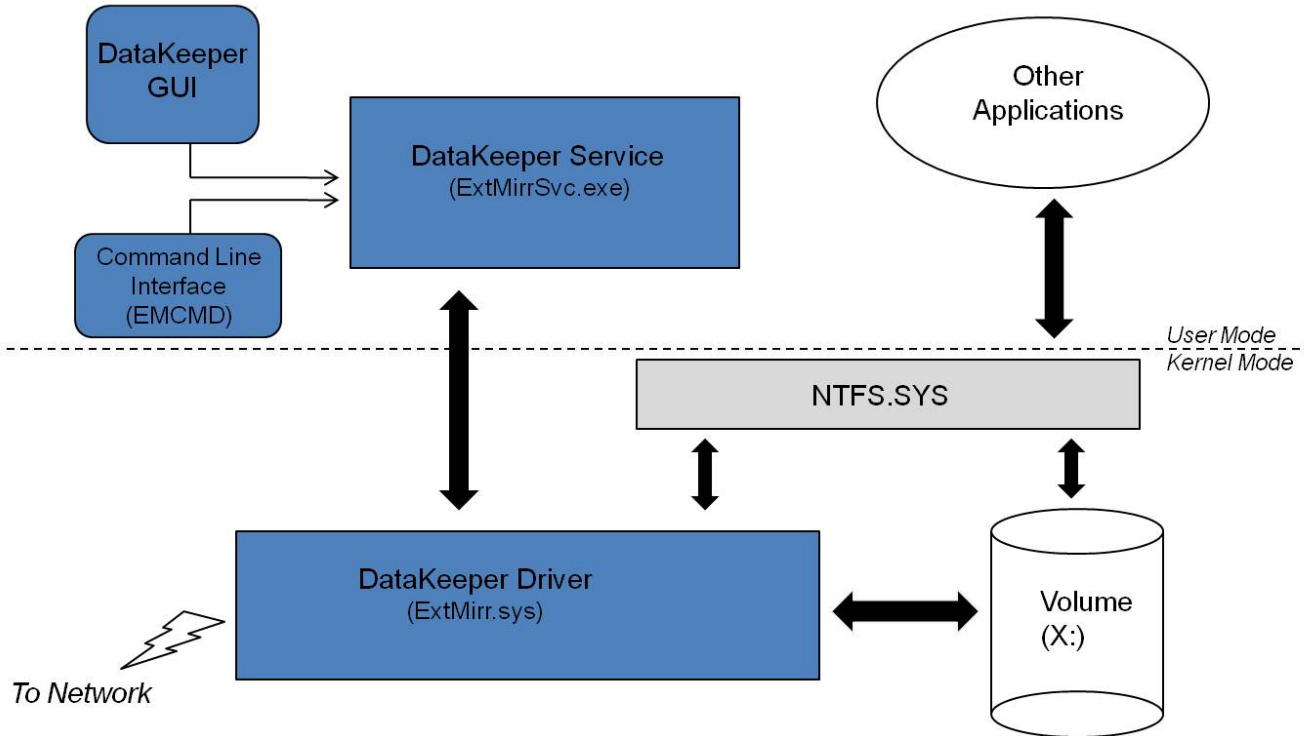 DataKeeper
GUI
Other
Applications
DataKeeper Service
(ExtMirrSvc.exe)
Command Line
Interface
(EMCMD)
User Mode
Kernel Mode
NTFS.SYS
DataKeeper Driver
(ExtMirr.sys)
Volume
(X:)
To Network